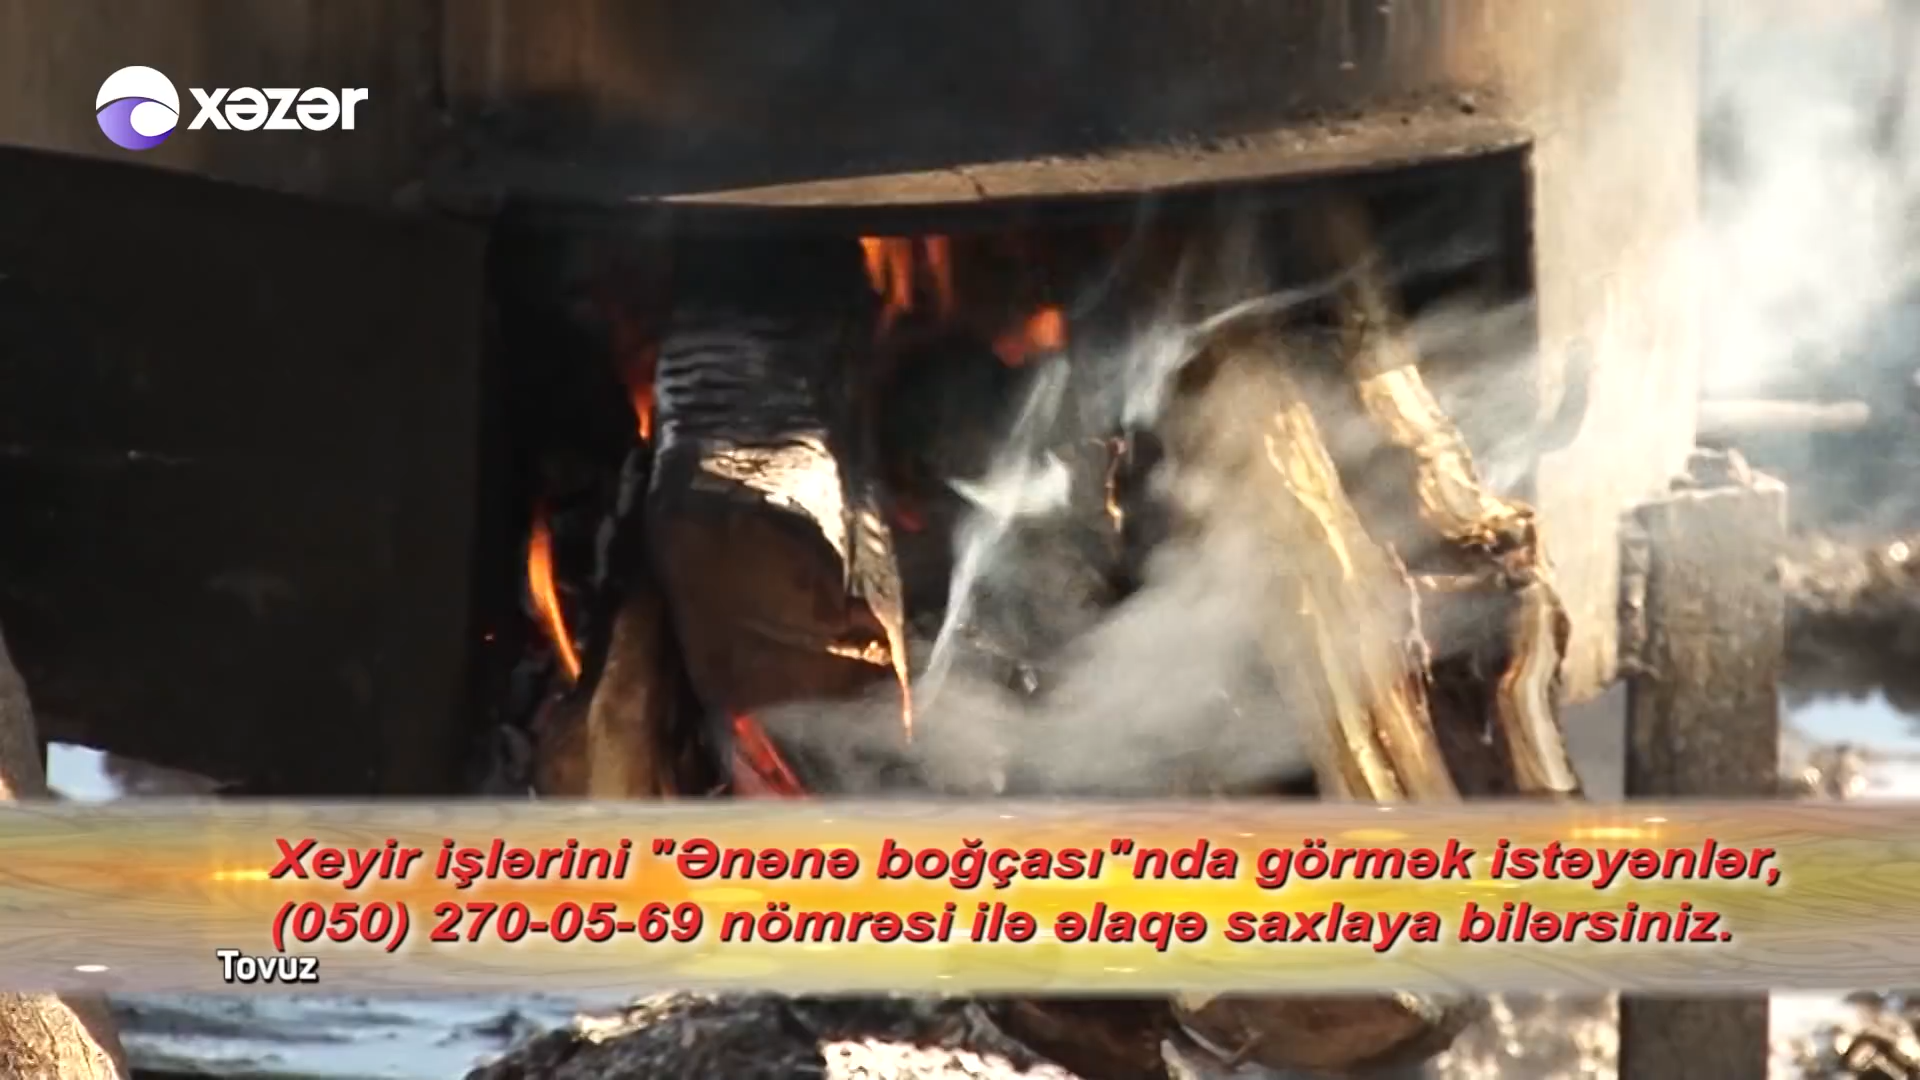 xəzər
Xeyir işlərini "Ənənə boğçası"nda görmək istəyənlər,
(050) 270-05-69 nömrəsi ilə əlaqə saxlaya bilərsiniz.
Tovuz